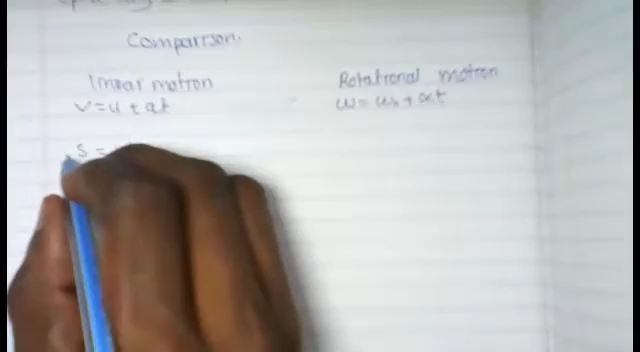 Comparison.
linear motion Rotational motion
v = u + at ω = ω₀ + αt
s =